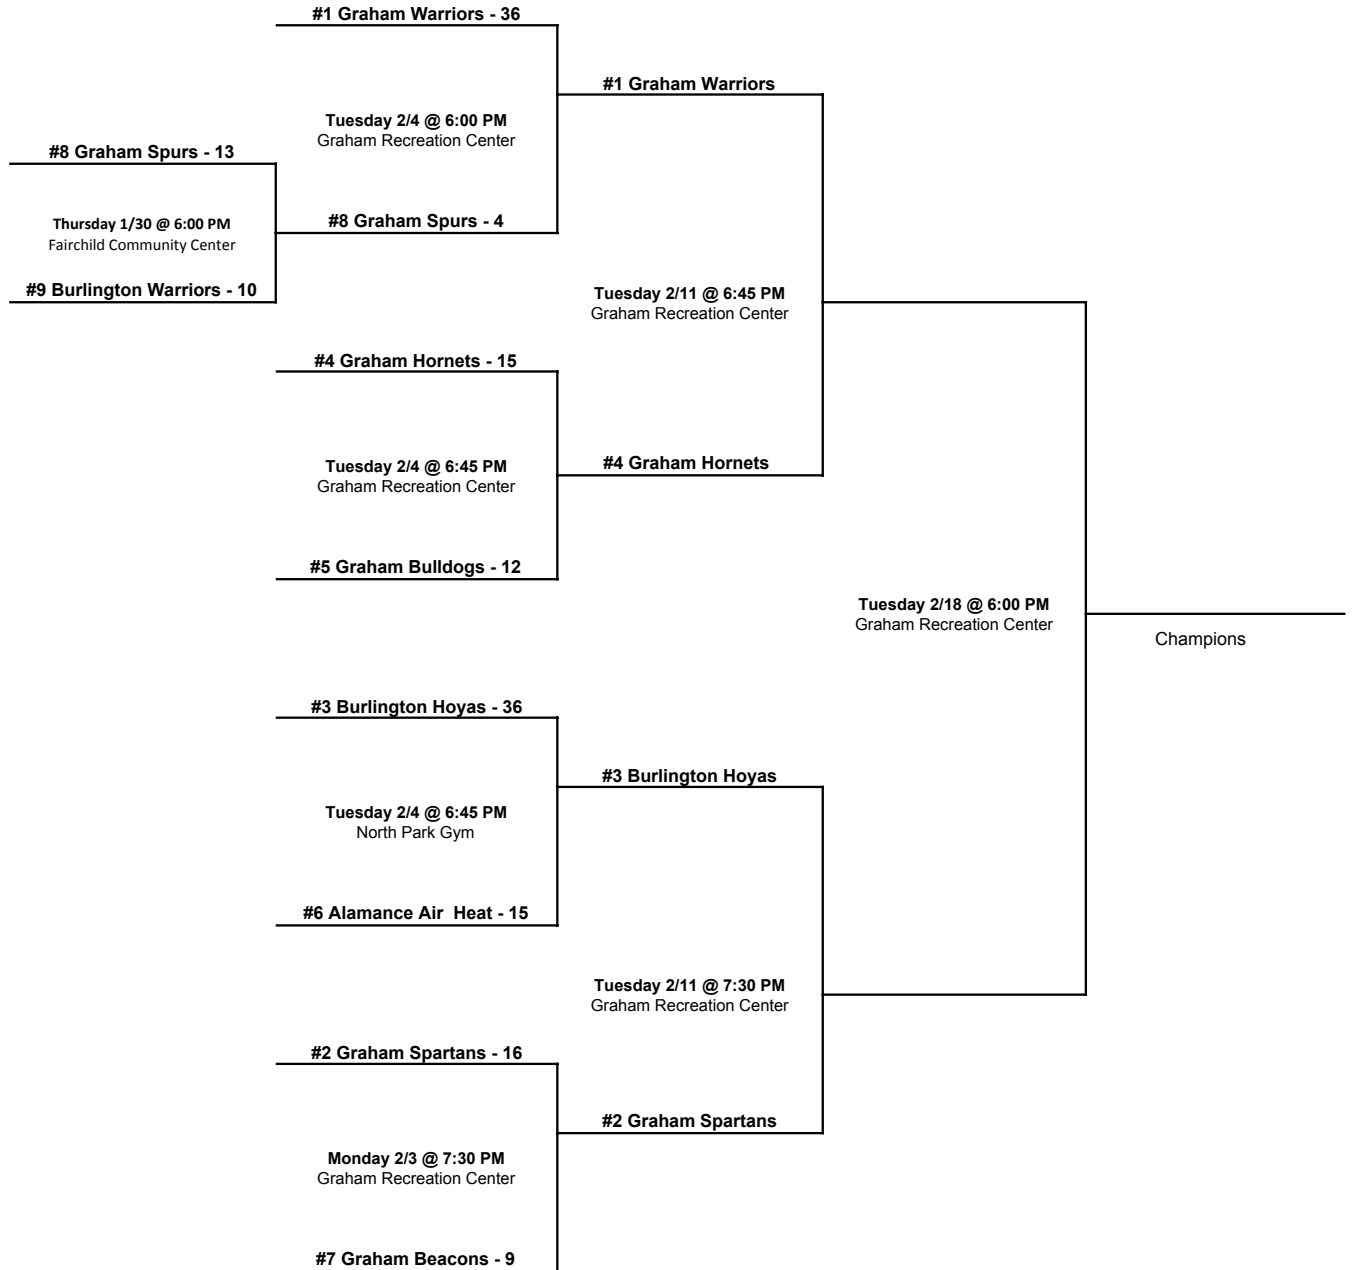 #1 Graham Warriors - 36
#1 Graham Warriors
Tuesday 2/4 @ 6:00 PM
Graham Recreation Center
#8 Graham Spurs - 13
Thursday 1/30 @ 6:00 PM
Fairchild Community Center
#8 Graham Spurs - 4
#9 Burlington Warriors - 10
Tuesday 2/11 @ 6:45 PM
Graham Recreation Center
#4 Graham Hornets - 15
Tuesday 2/4 @ 6:45 PM
Graham Recreation Center
#4 Graham Hornets
#5 Graham Bulldogs - 12
Tuesday 2/18 @ 6:00 PM
Graham Recreation Center
Champions
#3 Burlington Hoyas - 36
#3 Burlington Hoyas
Tuesday 2/4 @ 6:45 PM
North Park Gym
#6 Alamance Air  Heat - 15
Tuesday 2/11 @ 7:30 PM
Graham Recreation Center
#2 Graham Spartans - 16
#2 Graham Spartans
Monday 2/3 @ 7:30 PM
Graham Recreation Center
#7 Graham Beacons - 9